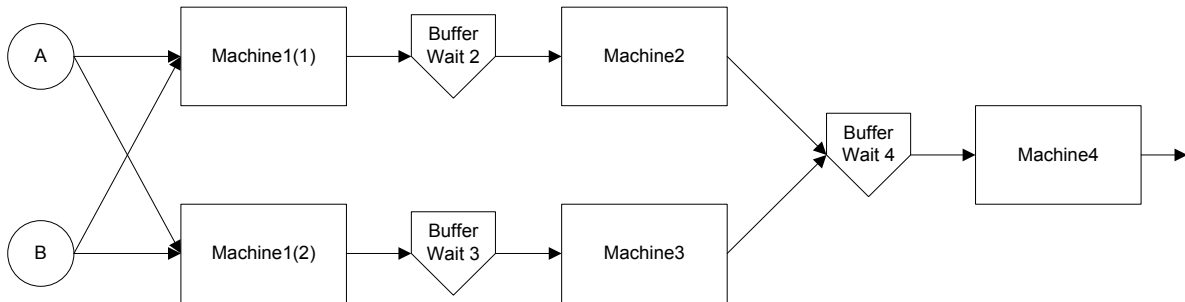 A
Machine1(1)
Buffer
Wait 2
Machine2
Buffer
Wait 4
Machine4
B
Machine1(2)
Buffer
Wait 3
Machine3